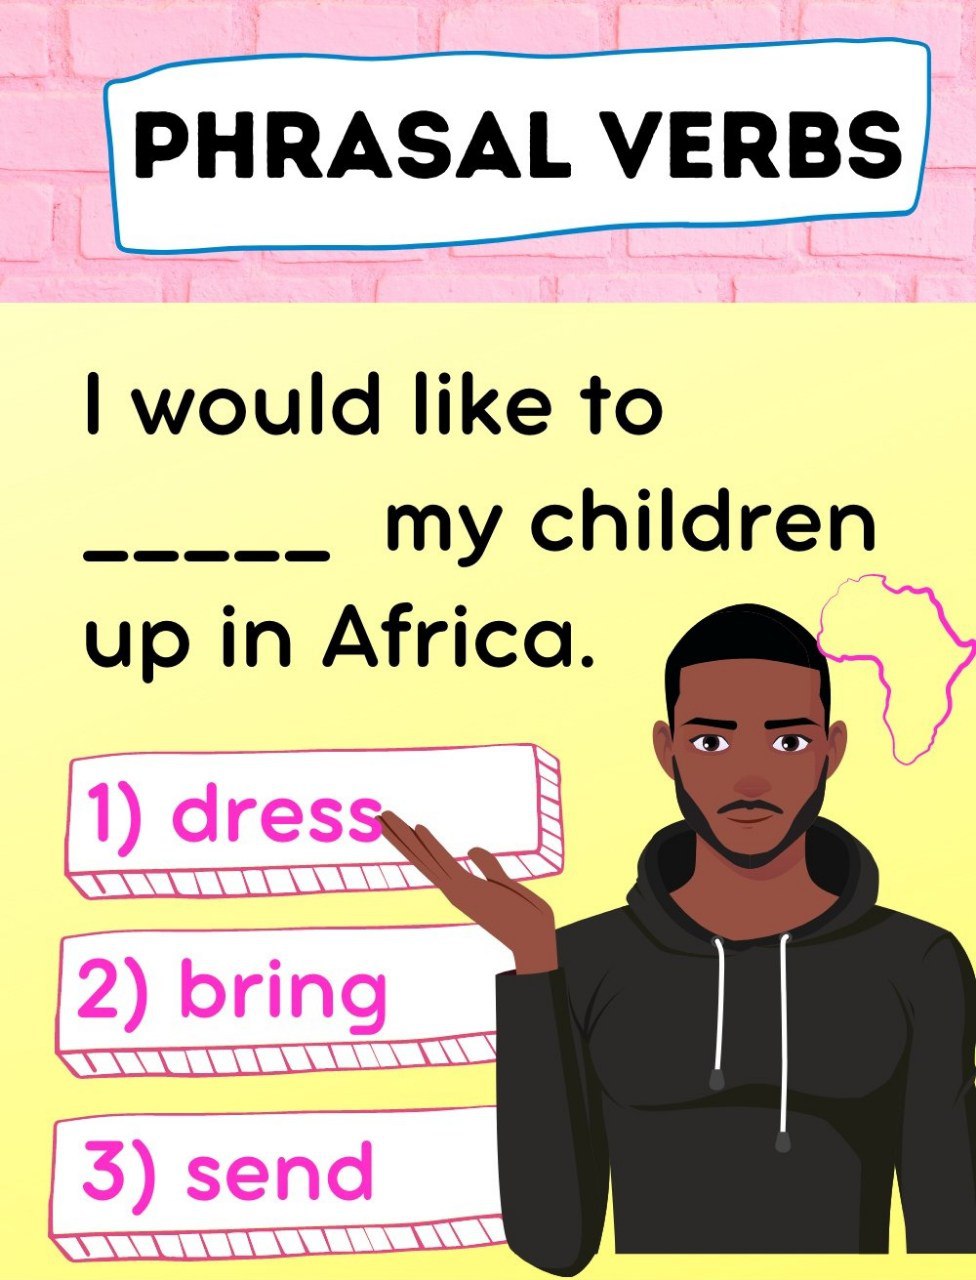 PHRASAL VERBS
I would like to
_____ my children
up in Africa.
1) dress
2) bring
3) send